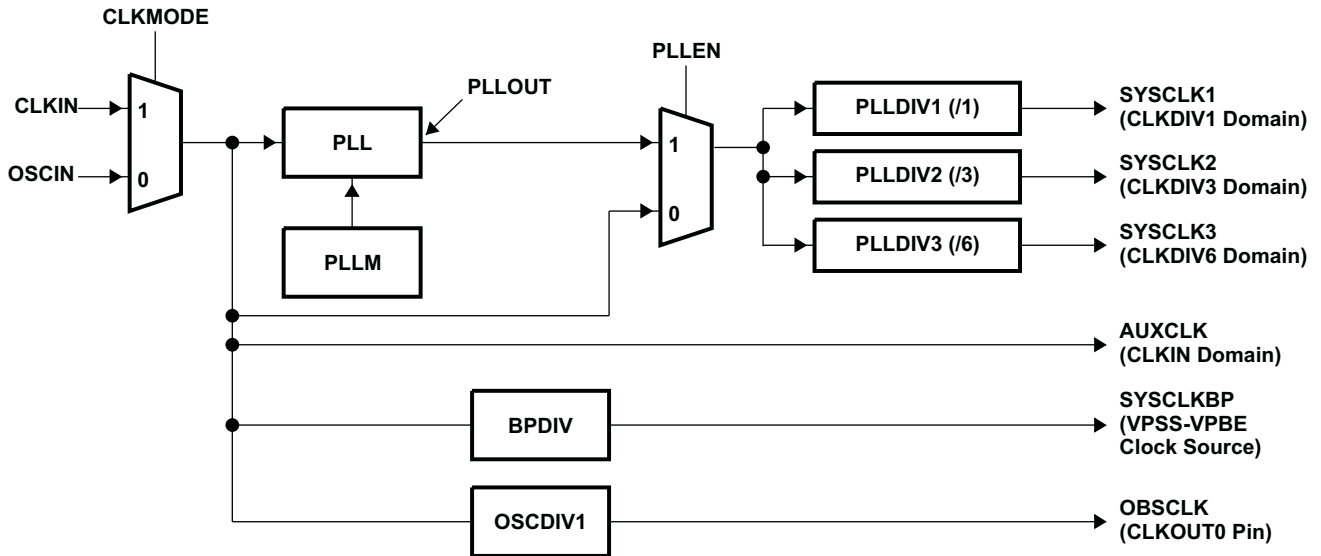 CLKMODE
CLKIN
1
OSCIN
0
PLLOUT
PLL
PLLM
PLLEN
1
0
PLLDIV1 (/1)
PLLDIV2 (/3)
PLLDIV3 (/6)
SYSCLK1
(CLKDIV1 Domain)
SYSCLK2
(CLKDIV3 Domain)
SYSCLK3
(CLKDIV6 Domain)
AUXCLK
(CLKIN Domain)
BPDIV
SYSCLKBP
(VPSS-VPBE
Clock Source)
OSCDIV1
OBSCLK
(CLKOUT0 Pin)